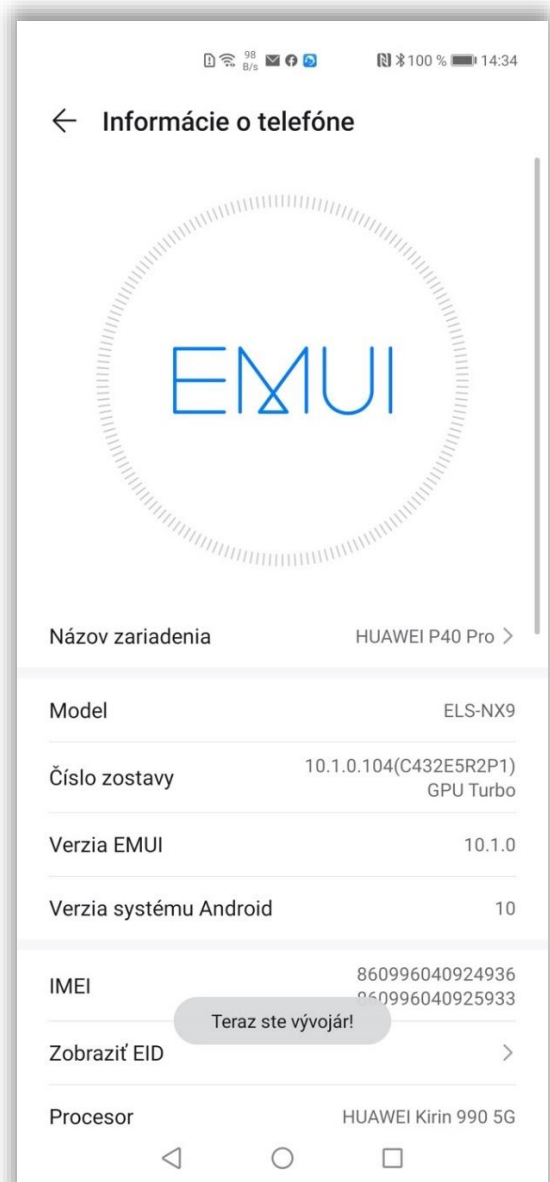 98
B/s
100 %
14:34
Informácie o telefóne
EMUI
Názov zariadenia
HUAWEI P40 Pro
Model
ELS-NX9
Číslo zostavy
10.1.0.104(C432E5R2P1)
GPU Turbo
Verzia EMUI
10.1.0
Verzia systému Android
10
IMEI
860996040924936
860996040925933
Teraz ste vývojár!
Zobraziť EID
Procesor
HUAWEI Kirin 990 5G